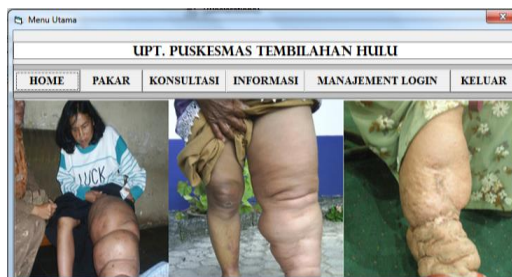 Menu Utama
UPT. PUSKESMAS TEMBILAHAN HULU
HOME PAKAR KONSULTASI INFORMASI MANAJEMENT LOGIN KELUAR
LUCK